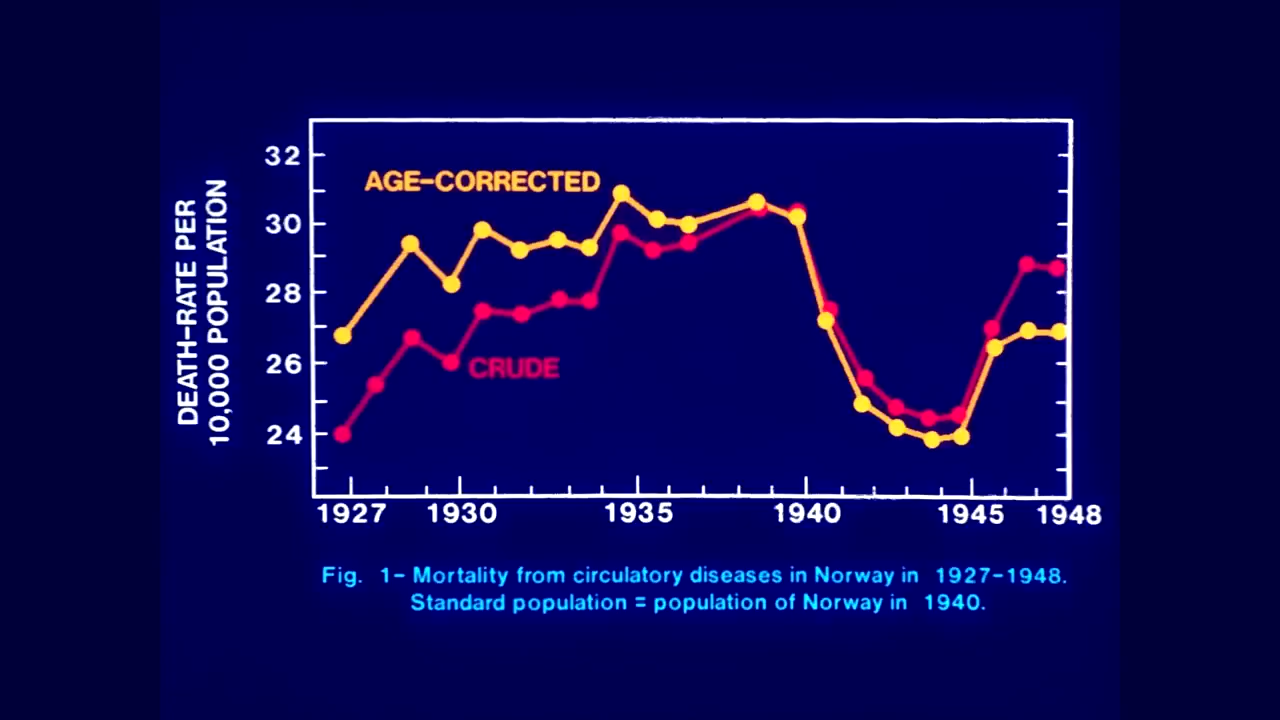 DEATH-RATE PER
10,000 POPULATION
32
30
28
26
24
AGE-CORRECTED
CRUDE
1927 1930 1935 1940 1945 1948
Fig. 1- Mortality from circulatory diseases in Norway in 1927-1948.
Standard population = population of Norway in 1940.